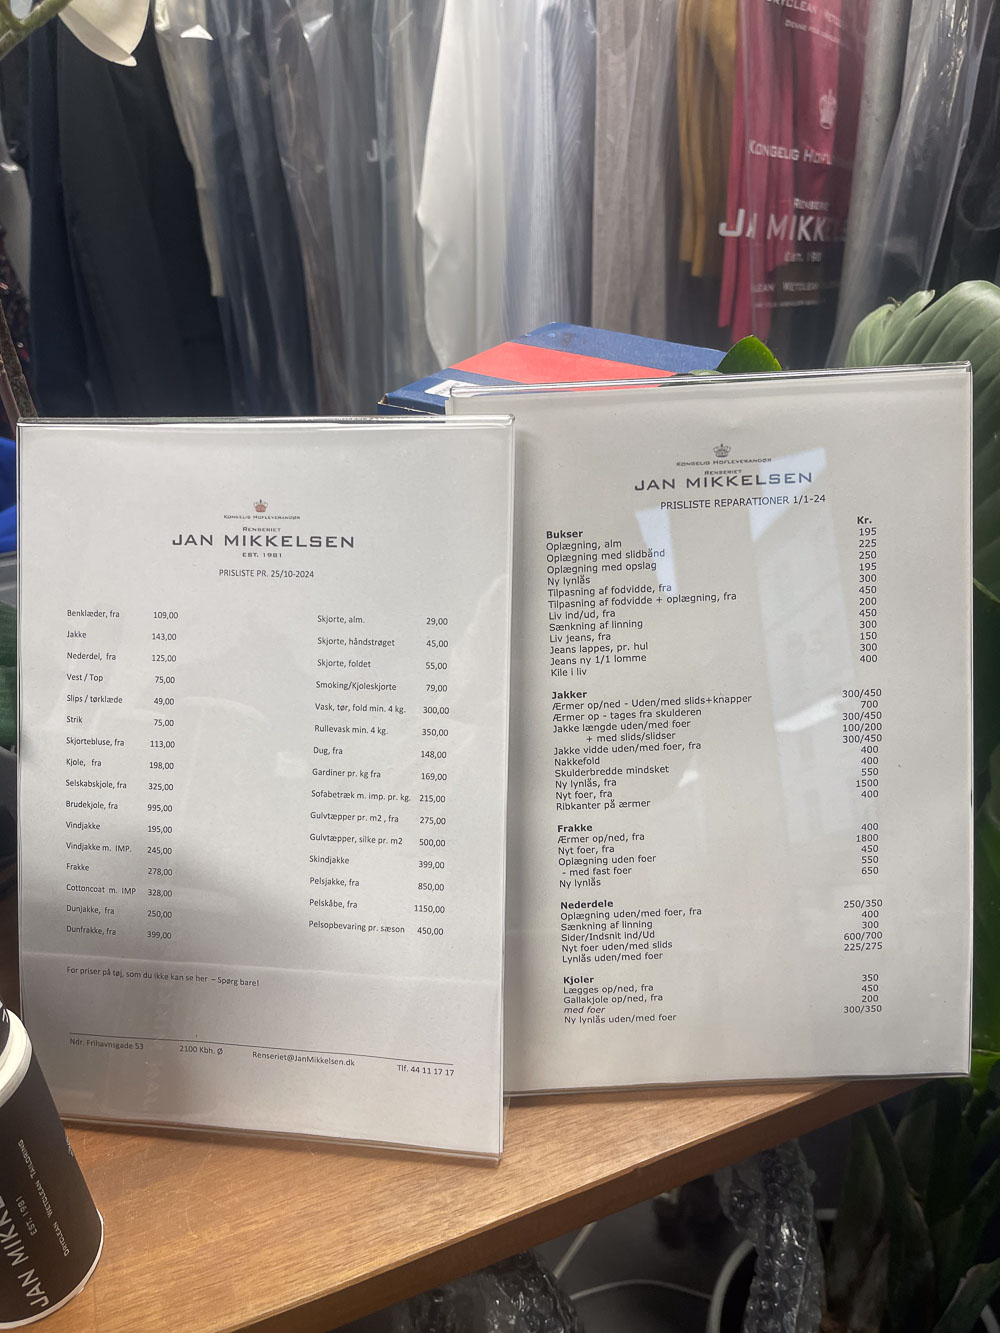 DRYCLEAN
KONGELIG HOFL
RENSERI
JAN MIKKELSE
EST. 1981
LEAN WETCLEAN
KONGELIG HOFLEVERANDØR
RENSERIET
JAN MIKKELSEN
EST. 1981
PRISLISTE PR. 25/10-2024
Benklæder, fra 109,00
Jakke 143,00
Nederdel, fra 125,00
Vest / Top 75,00
Slips / tørklæde 49,00
Strik 75,00
Skjortebluse, fra 113,00
Kjole, fra 198,00
Selskabskjole, fra 325,00
Brudekjole, fra 995,00
Vindjakke 195,00
Vindjakke m. IMP. 245,00
Frakke 278,00
Cottoncoat m. IMP 328,00
Dunjakke, fra 250,00
Dunfrakke, fra 399,00
Skjorte, alm. 29,00
Skjorte, håndstrøget 45,00
Skjorte, foldet 55,00
Smoking/Kjoleskjorte 79,00
Vask, tør, fold min. 4 kg. 300,00
Rullevask min. 4 kg. 350,00
Dug, fra 148,00
Gardiner pr. kg fra 169,00
Sofabetræk m. imp. pr. kg. 215,00
Gulvtæpper pr. m2 , fra 275,00
Gulvtæpper, silke pr. m2 500,00
Skindjakke 399,00
Pelsjakke, fra 850,00
Pelskåbe, fra 1150,00
Pelsopbevaring pr. sæson 450,00
For priser på tøj, som du ikke kan se her – Spørg bare!
Ndr. Frihavnsgade 53 2100 Kbh. Ø Renseriet@JanMikkelsen.dk Tlf. 44 11 17 17
KONGELIG HOFLEVERANDØR
RENSERIET
JAN MIKKELSEN
PRISLISTE REPARATIONER 1/1-24
Bukser Kr.
Oplægning, alm 195
Oplægning med slidbånd 225
Oplægning med opslag 250
Ny lynlås 195
Tilpasning af fodvidde, fra 300
Tilpasning af fodvidde + oplægning, fra 450
Liv ind/ud, fra 200
Sænkning af linning 450
Liv jeans, fra 300
Jeans lappes, pr. hul 150
Jeans ny 1/1 lomme 300
Kile i liv 400
Jakker
Ærmer op/ned - Uden/med slids+knapper 300/450
Ærmer op - tages fra skulderen 700
Jakke længde uden/med foer 300/450
+ med slids/slidser 100/200
Jakke vidde uden/med foer, fra 300/450
Nakkefold 400
Skulderbredde mindsket 400
Ny lynlås, fra 550
Nyt foer, fra 1500
Ribkanter på ærmer 400
Frakke
Ærmer op/ned, fra 400
Nyt foer, fra 1800
Oplægning uden foer 450
- med fast foer 550
Ny lynlås 650
Nederdele
Oplægning uden/med foer, fra 250/350
Sænkning af linning 400
Sider/Indsnit ind/Ud 300
Nyt foer uden/med slids 600/700
Lynlås uden/med foer 225/275
Kjoler
Lægges op/ned, fra 350
Gallakjole op/ned, fra 450
med foer 200
Ny lynlås uden/med foer 300/350
JAN MIKKE
EST. 1981
DRYCLEAN WETCLEAN TAILORING